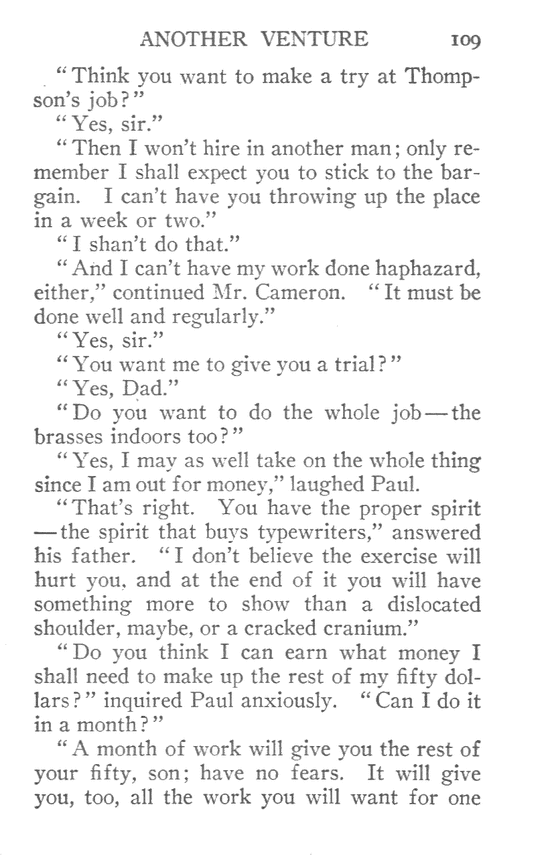 ANOTHER VENTURE 109
“Think you want to make a try at Thomp-
son’s job?”
“Yes, sir.”
“Then I won’t hire in another man; only re-
member I shall expect you to stick to the bar-
gain. I can’t have you throwing up the place
in a week or two.”
“I shan’t do that.”
“And I can’t have my work done haphazard,
either,” continued Mr. Cameron. “It must be
done well and regularly.”
“Yes, sir.”
“You want me to give you a trial?”
“Yes, Dad.”
“Do you want to do the whole job—the
brasses indoors too?”
“Yes, I may as well take on the whole thing
since I am out for money,” laughed Paul.
“That’s right. You have the proper spirit
—the spirit that buys typewriters,” answered
his father. “I don’t believe the exercise will
hurt you, and at the end of it you will have
something more to show than a dislocated
shoulder, maybe, or a cracked cranium.”
“Do you think I can earn what money I
shall need to make up the rest of my fifty dol-
lars?” inquired Paul anxiously. “Can I do it
in a month?”
“A month of work will give you the rest of
your fifty, son; have no fears. It will give
you, too, all the work you will want for one